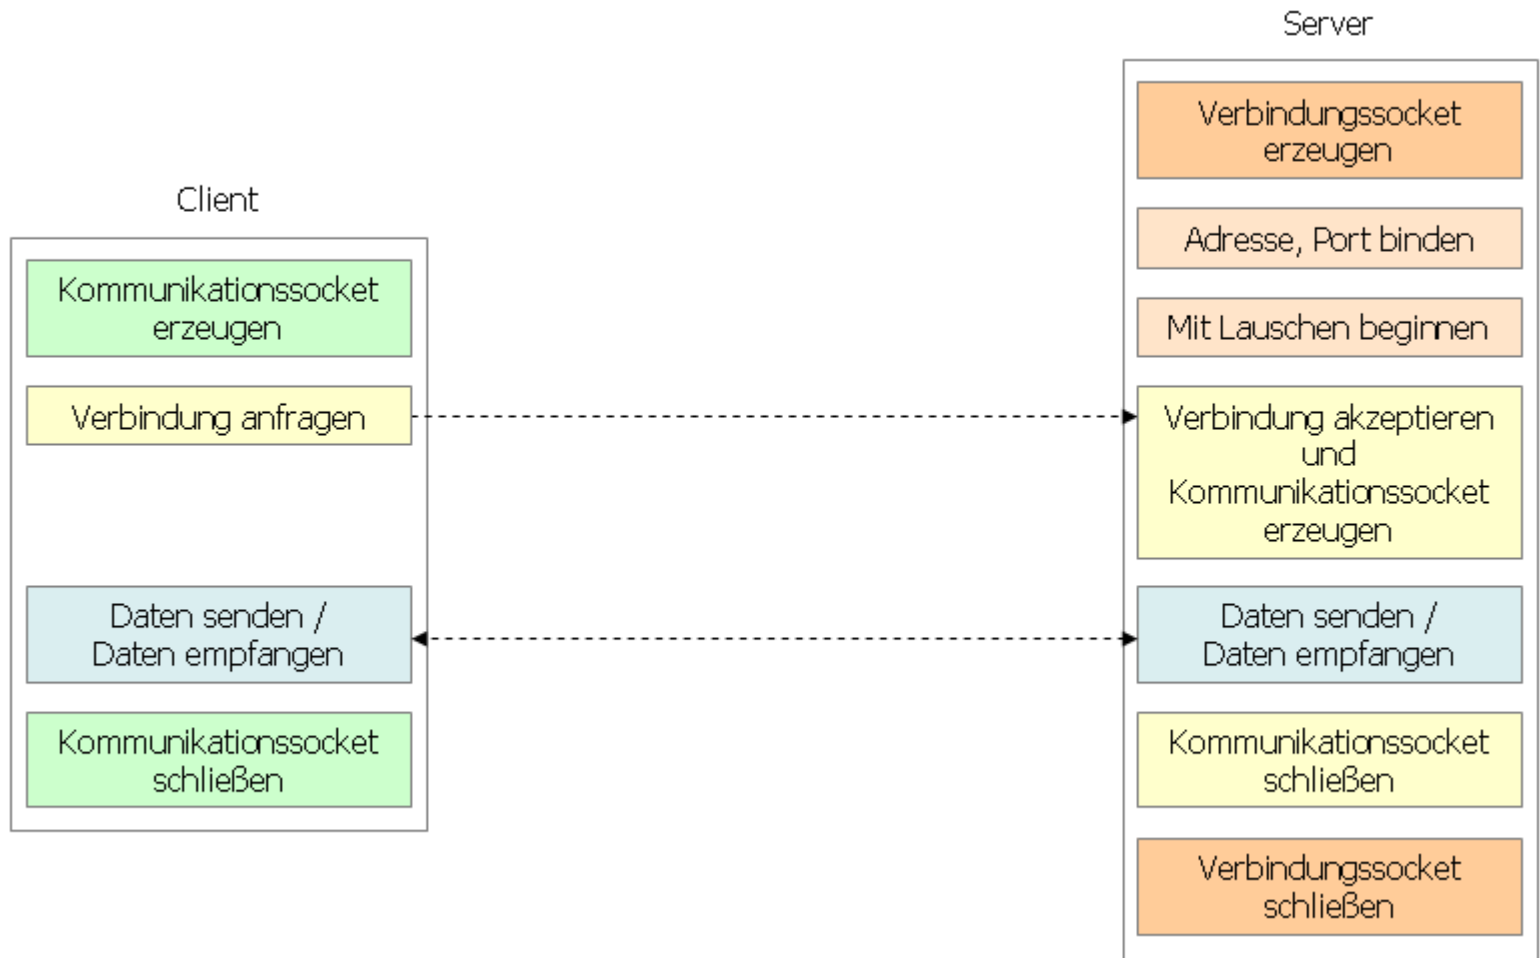 Client
Kommunikationssocket
erzeugen
Verbindung anfragen
Daten senden /
Daten empfangen
Kommunikationssocket
schließen
Server
Verbindungssocket
erzeugen
Adresse, Port binden
Mit Lauschen beginnen
Verbindung akzeptieren
und
Kommunikationssocket
erzeugen
Daten senden /
Daten empfangen
Kommunikationssocket
schließen
Verbindungssocket
schließen